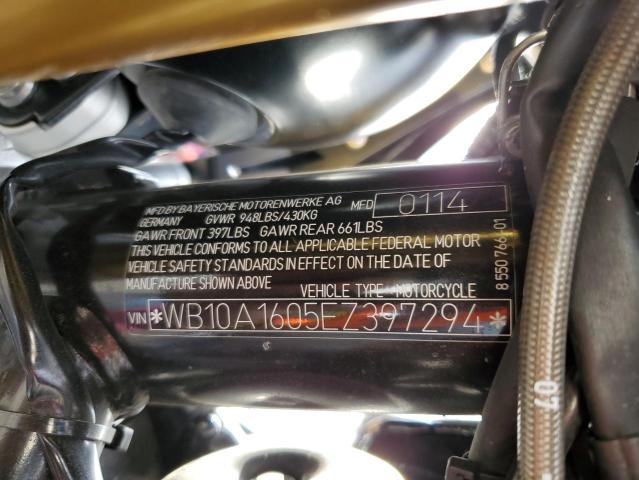 MFD BY BAYERISCHE MOTORENWERKE AG
GERMANY GVWR 948LBS/430KG MFD 0114
GAWR FRONT 397LBS GAWR REAR 661LBS
THIS VEHICLE CONFORMS TO ALL APPLICABLE FEDERAL MOTOR
VEHICLE SAFETY STANDARDS IN EFFECT ON THE DATE OF
MANUFACTURE SHOWN ABOVE
VEHICLE TYPE - MOTORCYCLE
VIN *WB10A1605EZ397294*
8 550 766-01
07